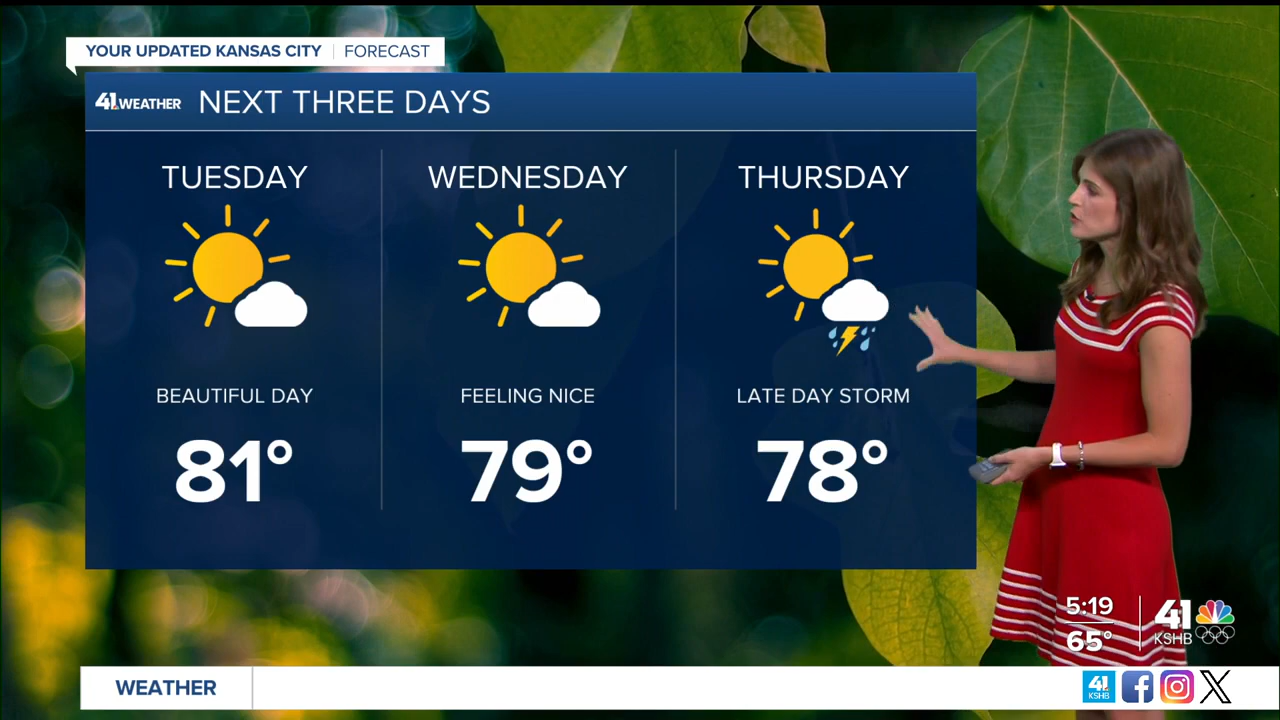 YOUR UPDATED KANSAS CITY | FORECAST
41 WEATHER NEXT THREE DAYS
TUESDAY
BEAUTIFUL DAY
81°
WEDNESDAY
FEELING NICE
79°
THURSDAY
LATE DAY STORM
78°
5:19
65°
41
KSHB
WEATHER
41
KSHB